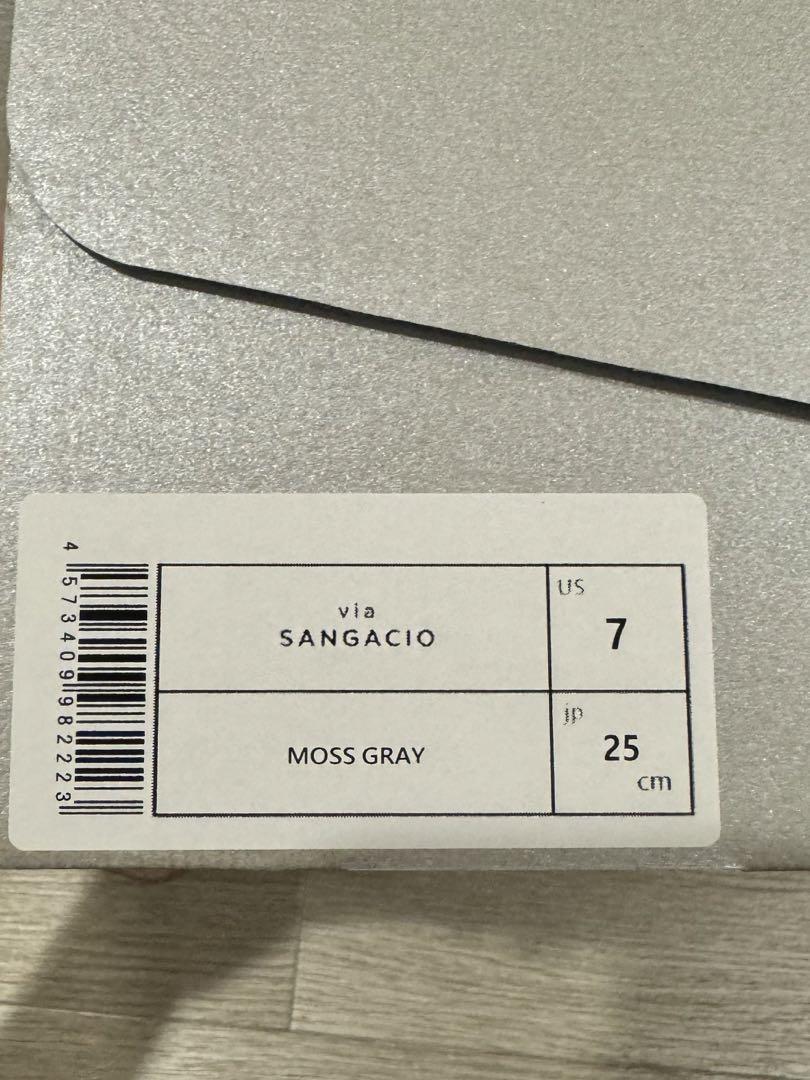 4573409982223
via
SANGACIO
US
7
MOSS GRAY
jp
25
cm